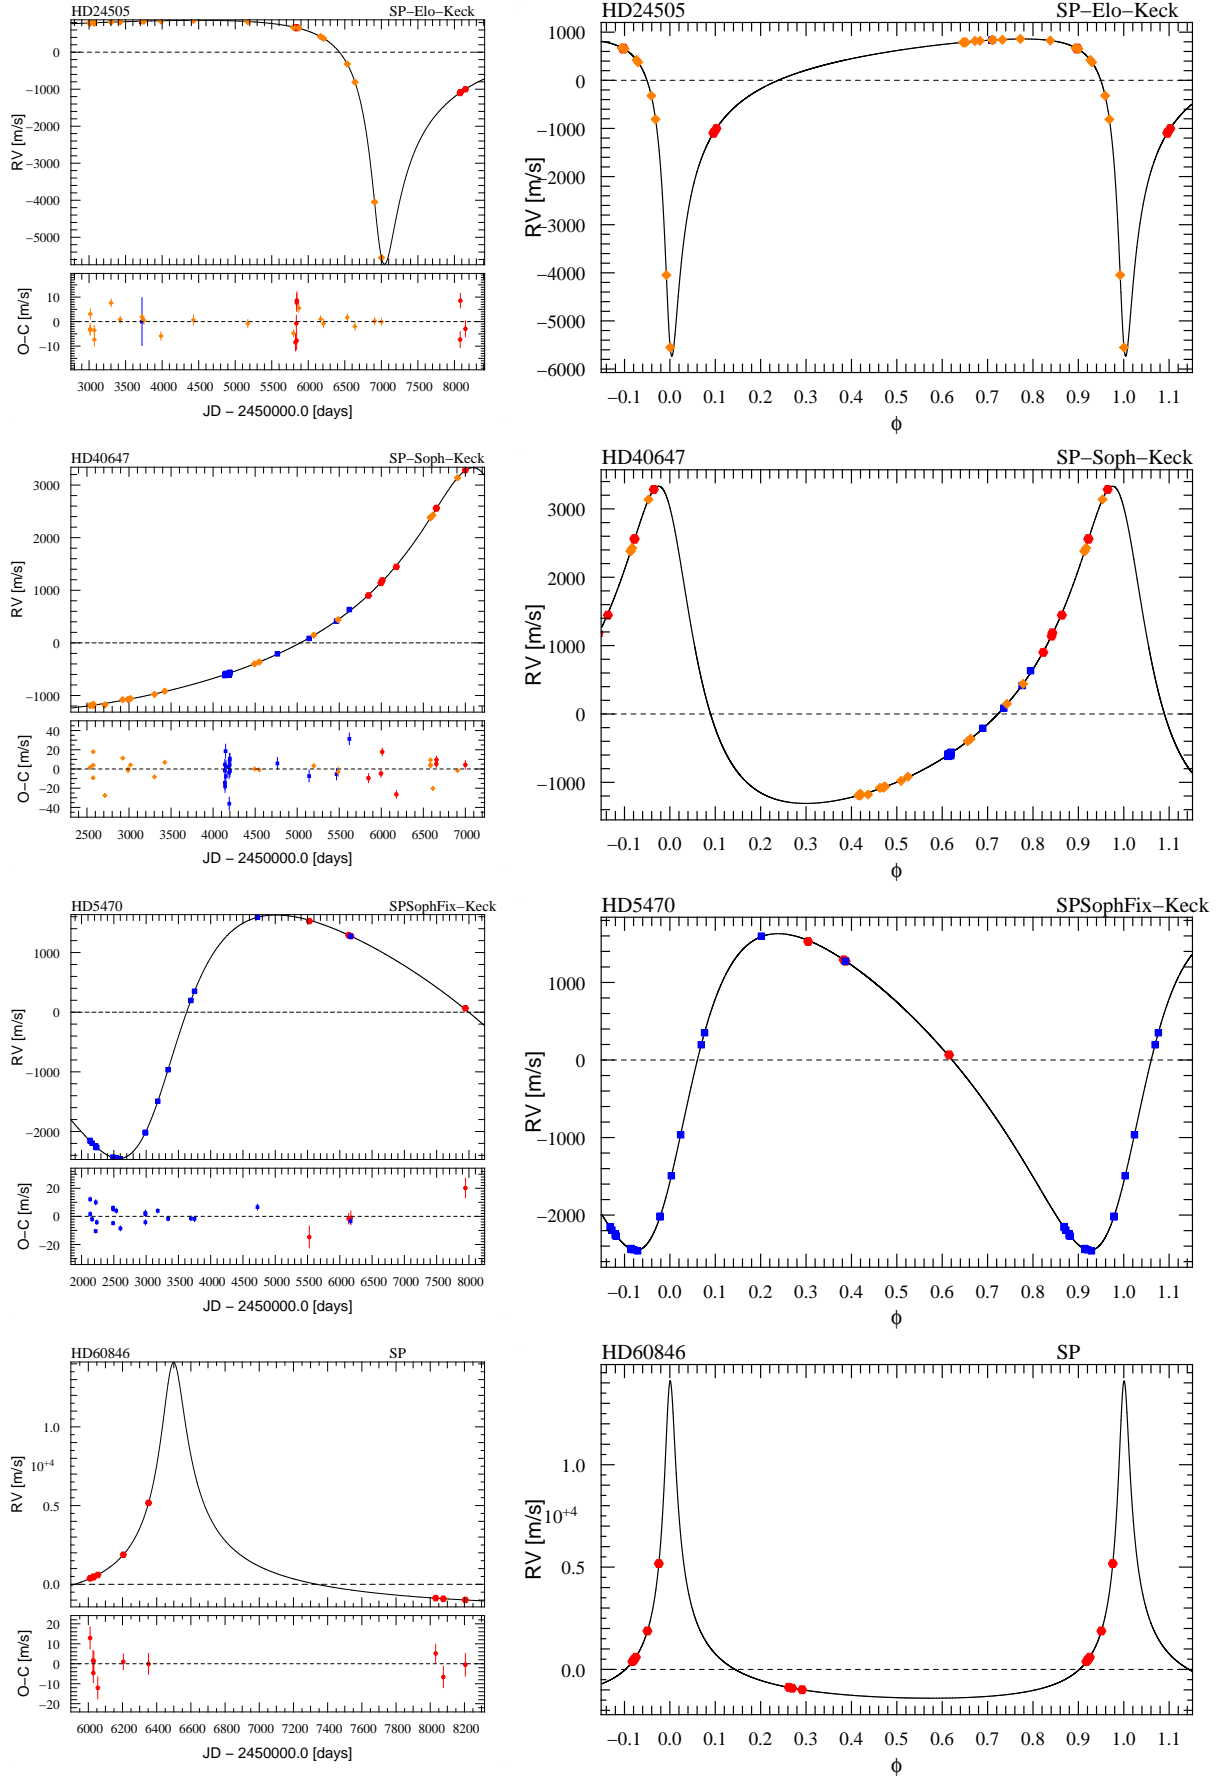 HD24505 SP−Elo−Keck
0
−1000
−2000
−3000
−4000
−5000
RV [m/s]
10
0
−10
O−C [m/s]
3000 3500 4000 4500 5000 5500 6000 6500 7000 7500 8000
JD − 2450000.0 [days]
HD24505 SP−Elo−Keck
1000
0
−1000
−2000
−3000
−4000
−5000
−6000
RV [m/s]
−0.1 0.0 0.1 0.2 0.3 0.4 0.5 0.6 0.7 0.8 0.9 1.0 1.1
ϕ
HD40647 SP−Soph−Keck
3000
2000
1000
0
−1000
RV [m/s]
40
20
0
−20
−40
O−C [m/s]
2500 3000 3500 4000 4500 5000 5500 6000 6500 7000
JD − 2450000.0 [days]
HD40647 SP−Soph−Keck
3000
2000
1000
0
−1000
RV [m/s]
−0.1 0.0 0.1 0.2 0.3 0.4 0.5 0.6 0.7 0.8 0.9 1.0 1.1
ϕ
HD5470 SPSophFix−Keck
1000
0
−1000
−2000
RV [m/s]
20
0
−20
O−C [m/s]
2000 2500 3000 3500 4000 4500 5000 5500 6000 6500 7000 7500 8000
JD − 2450000.0 [days]
HD5470 SPSophFix−Keck
1000
0
−1000
−2000
RV [m/s]
−0.1 0.0 0.1 0.2 0.3 0.4 0.5 0.6 0.7 0.8 0.9 1.0 1.1
ϕ
HD60846 SP
1.0
10+4
0.5
0.0
RV [m/s]
20
10
0
−10
−20
O−C [m/s]
6000 6200 6400 6600 6800 7000 7200 7400 7600 7800 8000 8200
JD − 2450000.0 [days]
HD60846 SP
1.0
10+4
0.5
0.0
RV [m/s]
−0.1 0.0 0.1 0.2 0.3 0.4 0.5 0.6 0.7 0.8 0.9 1.0 1.1
ϕ